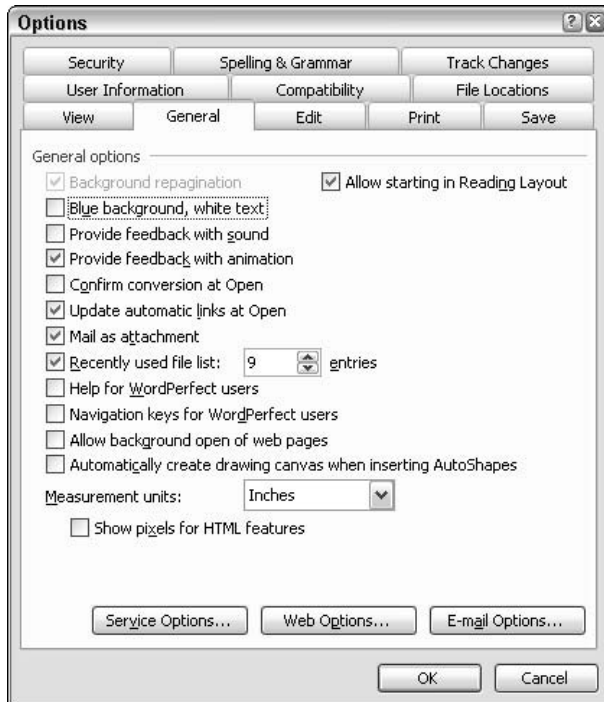 Options
Security Spelling & Grammar Track Changes
User Information Compatibility File Locations
View General Edit Print Save
General options
Background repagination Allow starting in Reading Layout
Blue background, white text
Provide feedback with sound
Provide feedback with animation
Confirm conversion at Open
Update automatic links at Open
Mail as attachment
Recently used file list: 9 entries
Help for WordPerfect users
Navigation keys for WordPerfect users
Allow background open of web pages
Automatically create drawing canvas when inserting AutoShapes
Measurement units: Inches
Show pixels for HTML features
Service Options... Web Options... E-mail Options...
OK Cancel